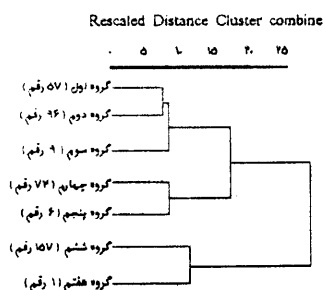 Rescaled Distance Cluster combine
۰ ۵ ۱۰ ۱۵ ۲۰ ۲۵
گروه اول (۵۷ رقم)
گروه دوم (۹۶ رقم)
گروه سوم (۹ رقم)
گروه چهارم (۷۲ رقم)
گروه پنجم (۶ رقم)
گروه ششم (۱۵۷ رقم)
گروه هفتم (۱ رقم)